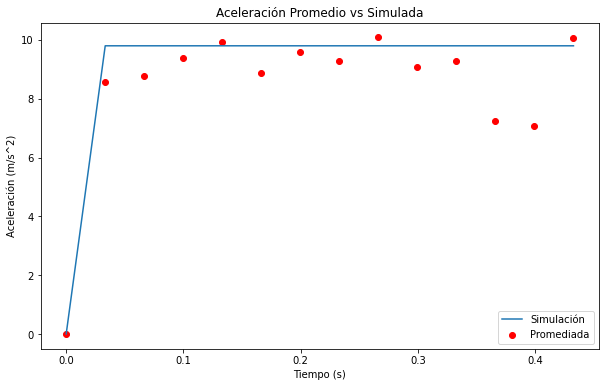 Aceleración Promedio vs Simulada
Aceleración (m/s^2)
10
8
6
4
2
0
0.0
0.1
0.2
0.3
0.4
Tiempo (s)
Simulación
Promediada